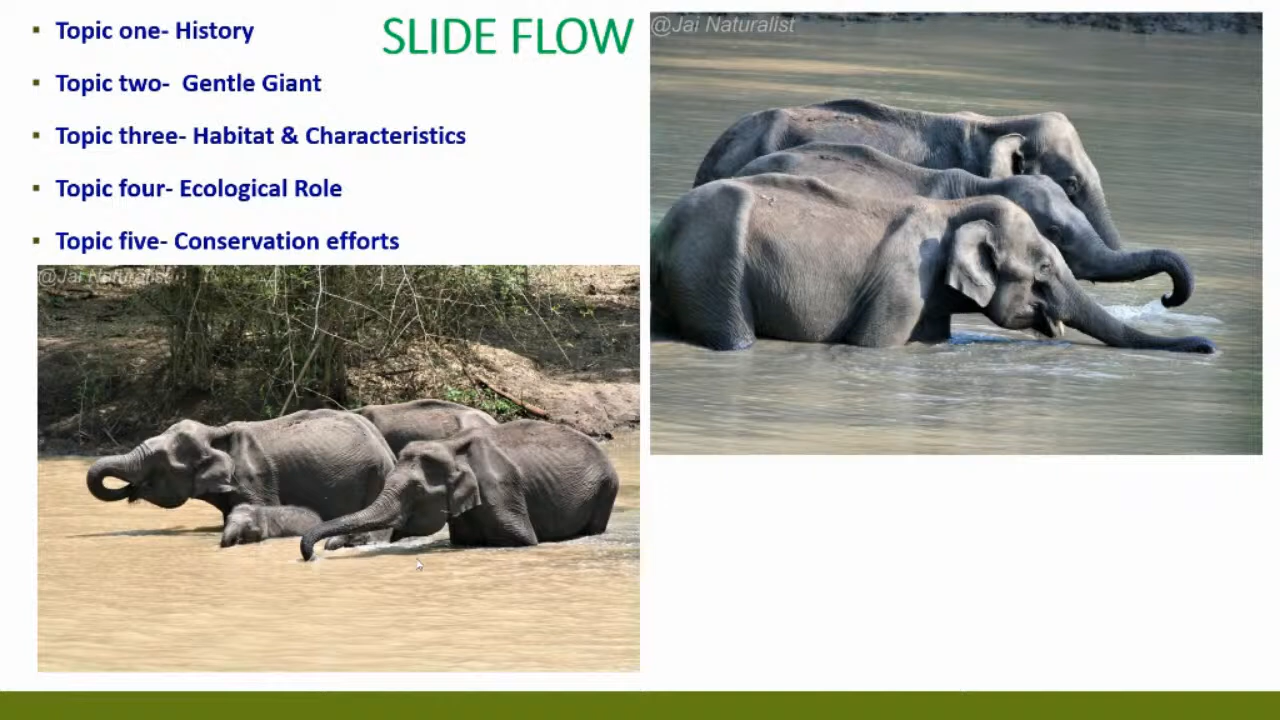 SLIDE FLOW
▪ Topic one- History
▪ Topic two- Gentle Giant
▪ Topic three- Habitat & Characteristics
▪ Topic four- Ecological Role
▪ Topic five- Conservation efforts
@Jai Naturalist
@Jai Naturalist